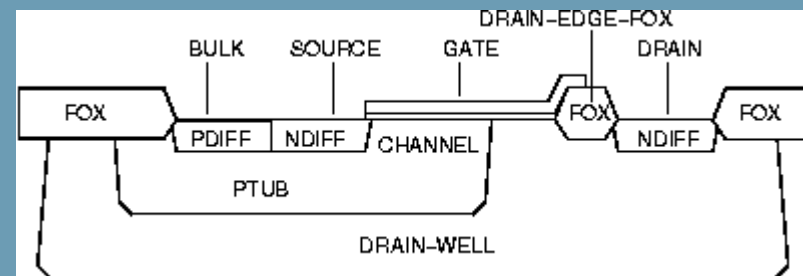 DRAIN-EDGE-FOX
BULK SOURCE GATE DRAIN
FOX FOX FOX
PDIFF NDIFF CHANNEL NDIFF
PTUB
DRAIN-WELL